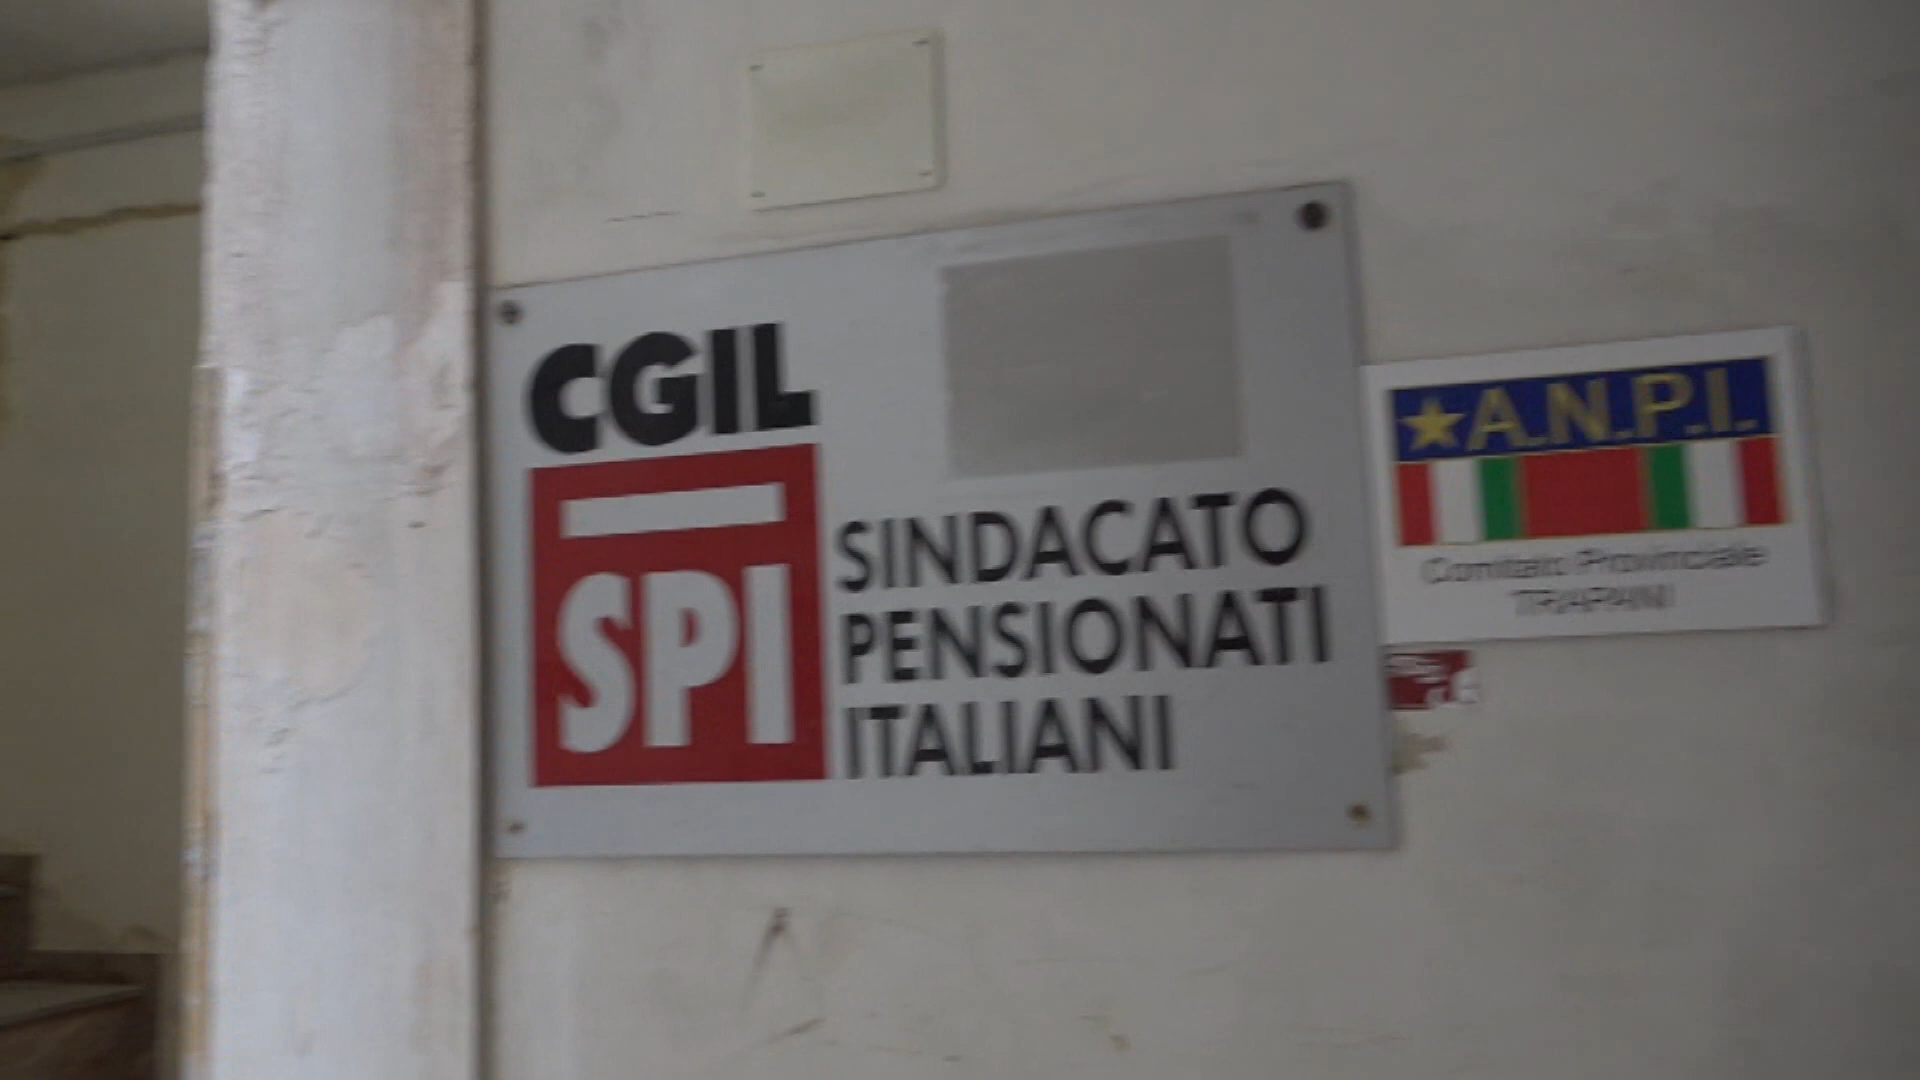 CGIL
SPI
SINDACATO
PENSIONATI
ITALIANI
A.N.P.I.
Comitato Provinciale
TRAPANI